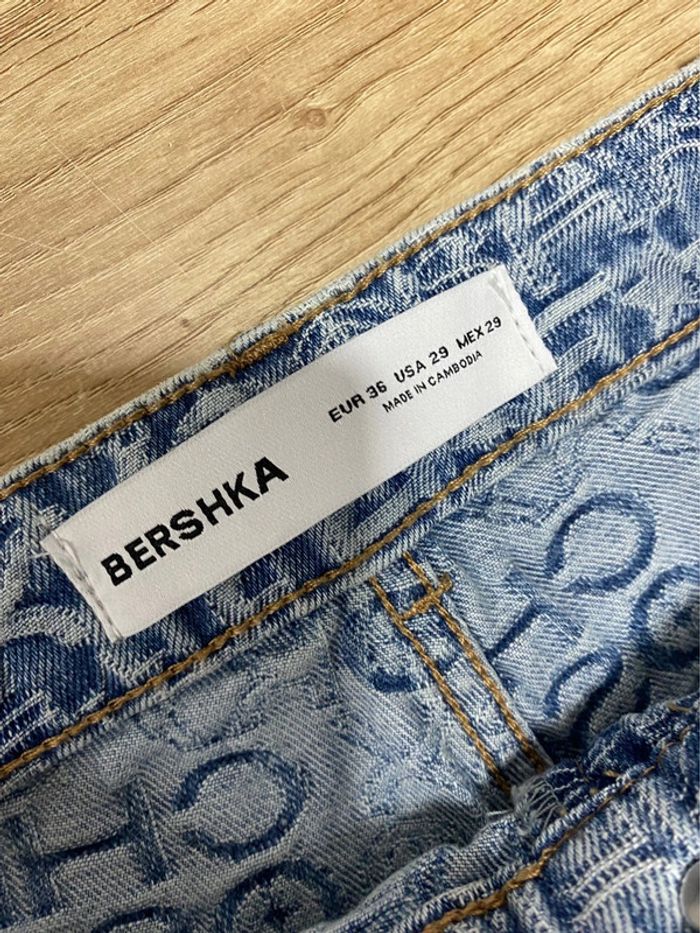 BERSHKA
EUR 36 USA 29 MEX 29
MADE IN CAMBODIA